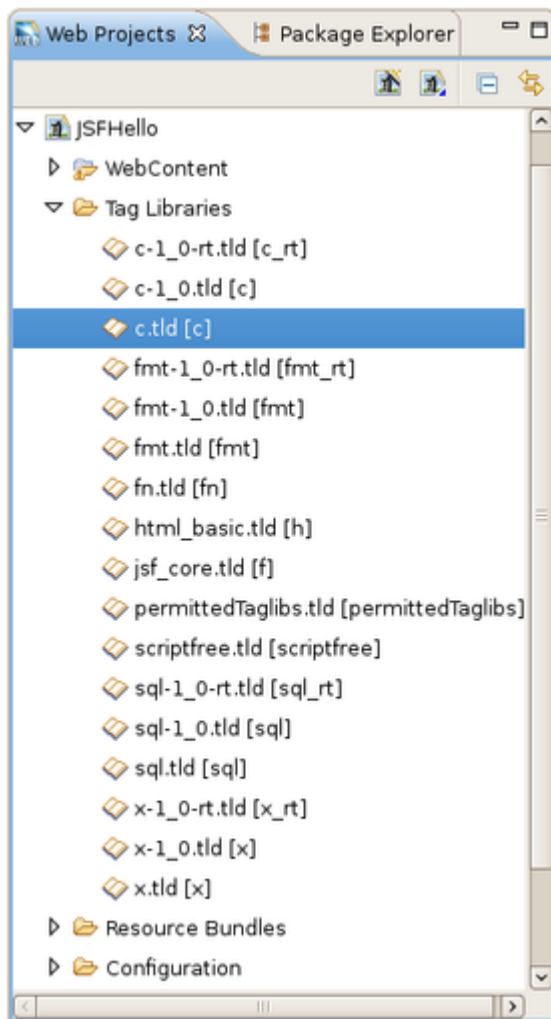 Web Projects
Package Explorer
JSFHello
WebContent
Tag Libraries
c-1_0-rt.tld [c_rt]
c-1_0.tld [c]
c.tld [c]
fmt-1_0-rt.tld [fmt_rt]
fmt-1_0.tld [fmt]
fmt.tld [fmt]
fn.tld [fn]
html_basic.tld [h]
jsf_core.tld [f]
permittedTaglibs.tld [permittedTaglibs]
scriptfree.tld [scriptfree]
sql-1_0-rt.tld [sql_rt]
sql-1_0.tld [sql]
sql.tld [sql]
x-1_0-rt.tld [x_rt]
x-1_0.tld [x]
x.tld [x]
Resource Bundles
Configuration